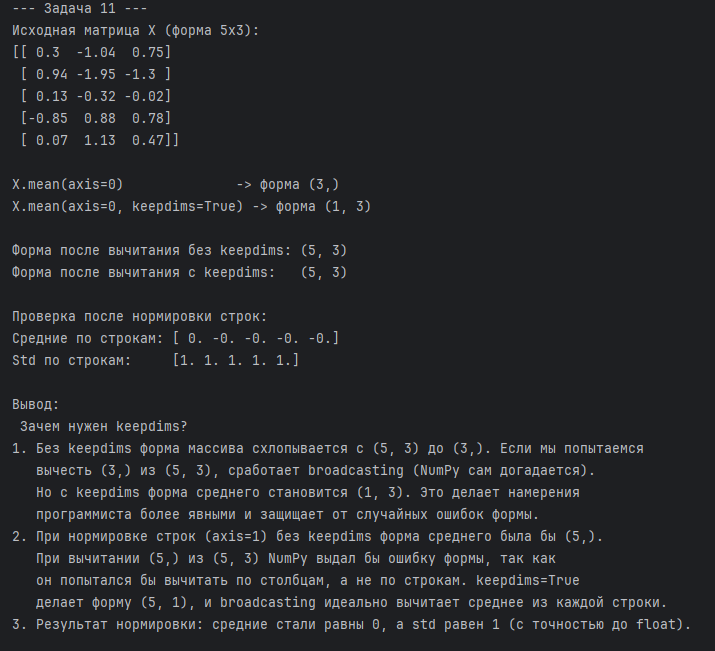 --- Задача 11 ---
Исходная матрица X (форма 5x3):
[[ 0.3  -1.04  0.75]
 [ 0.94 -1.95 -1.3 ]
 [ 0.13 -0.32 -0.02]
 [-0.85  0.88  0.78]
 [ 0.07  1.13  0.47]]

X.mean(axis=0)              -> форма (3,)
X.mean(axis=0, keepdims=True) -> форма (1, 3)

Форма после вычитания без keepdims: (5, 3)
Форма после вычитания с keepdims:   (5, 3)

Проверка после нормировки строк:
Средние по строкам: [ 0. -0. -0. -0. -0.]
Std по строкам:     [1. 1. 1. 1. 1.]

Вывод:
 Зачем нужен keepdims?
1. Без keepdims форма массива схлопывается с (5, 3) до (3,). Если мы попытаемся
   вычесть (3,) из (5, 3), сработает broadcasting (NumPy сам догадается).
   Но с keepdims форма среднего становится (1, 3). Это делает намерения
   программиста более явными и защищает от случайных ошибок формы.
2. При нормировке строк (axis=1) без keepdims форма среднего была бы (5,).
   При вычитании (5,) из (5, 3) NumPy выдал бы ошибку формы, так как
   он попытался бы вычитать по столбцам, а не по строкам. keepdims=True
   делает форму (5, 1), и broadcasting идеально вычитает среднее из каждой строки.
3. Результат нормировки: средние стали равны 0, а std равен 1 (с точностью до float).